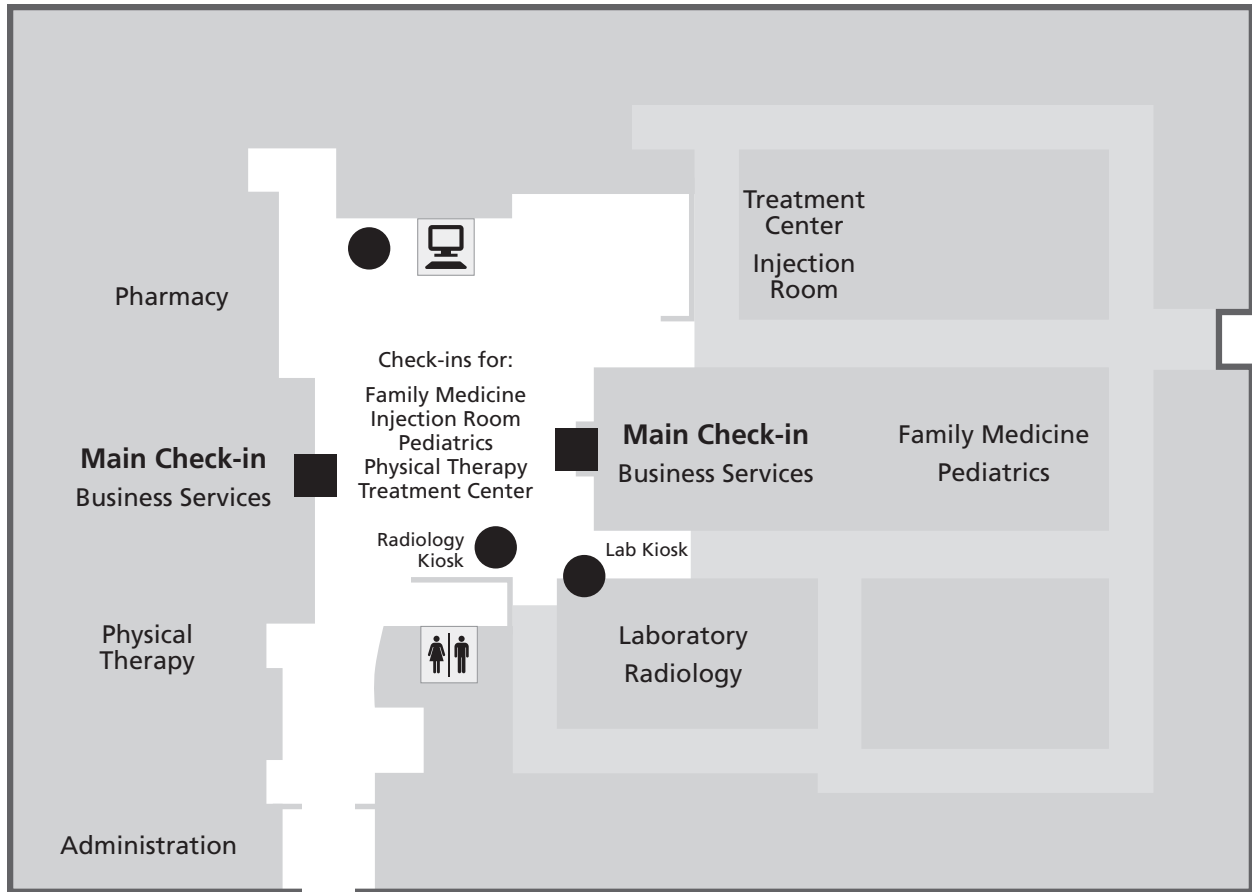 Treatment
Center
Injection
Room
Pharmacy
Check-ins for:
Family Medicine
Injection Room
Pediatrics
Physical Therapy
Treatment Center
Main Check-in
Business Services
Main Check-in
Business Services
Family Medicine
Pediatrics
Radiology
Kiosk
Lab Kiosk
Physical
Therapy
Laboratory
Radiology
Administration